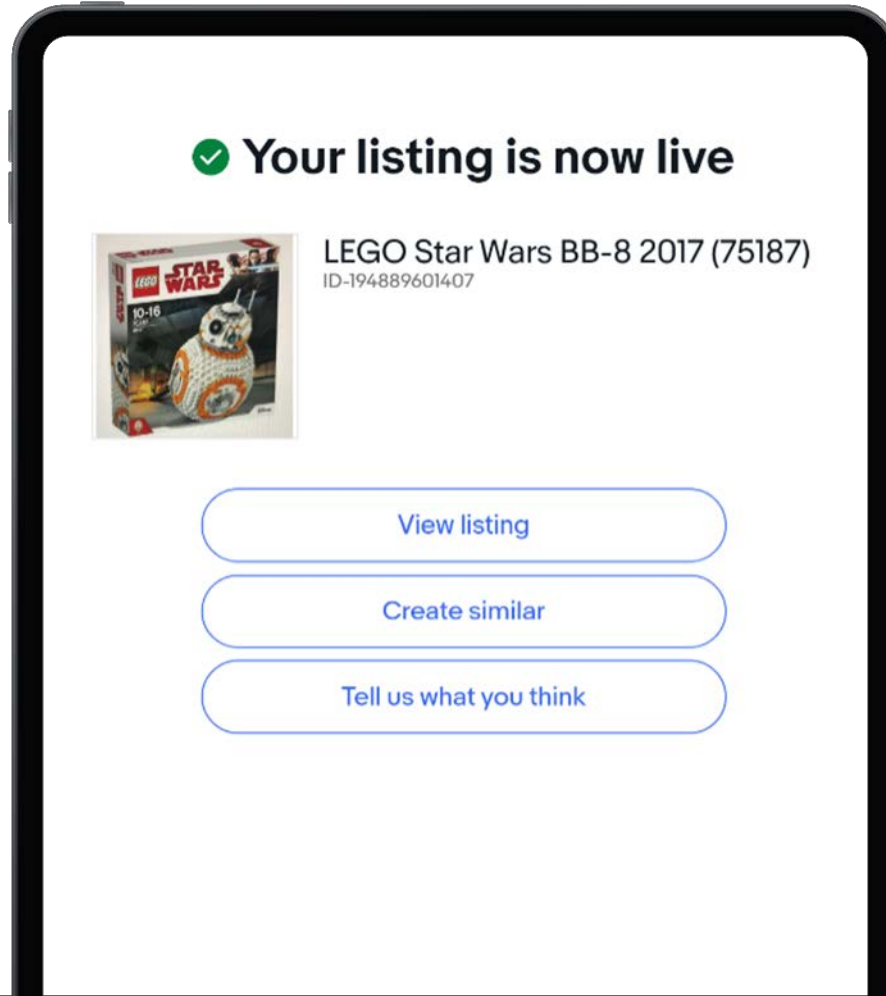 Your listing is now live
LEGO Star Wars BB-8 2017 (75187)
ID-194889601407
LEGO
STAR
WARS
10-16
View listing
Create similar
Tell us what you think